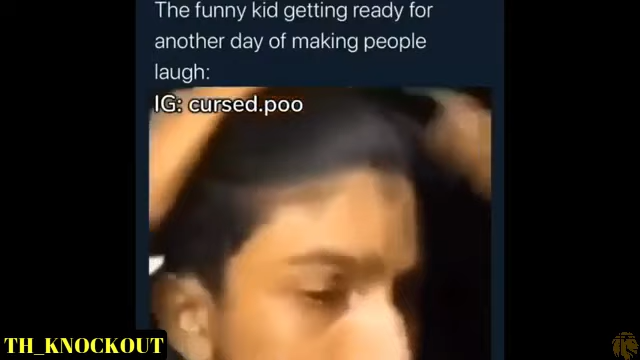 The funny kid getting ready for
another day of making people
laugh:
IG: cursed.poo
TH_KNOCKOUT